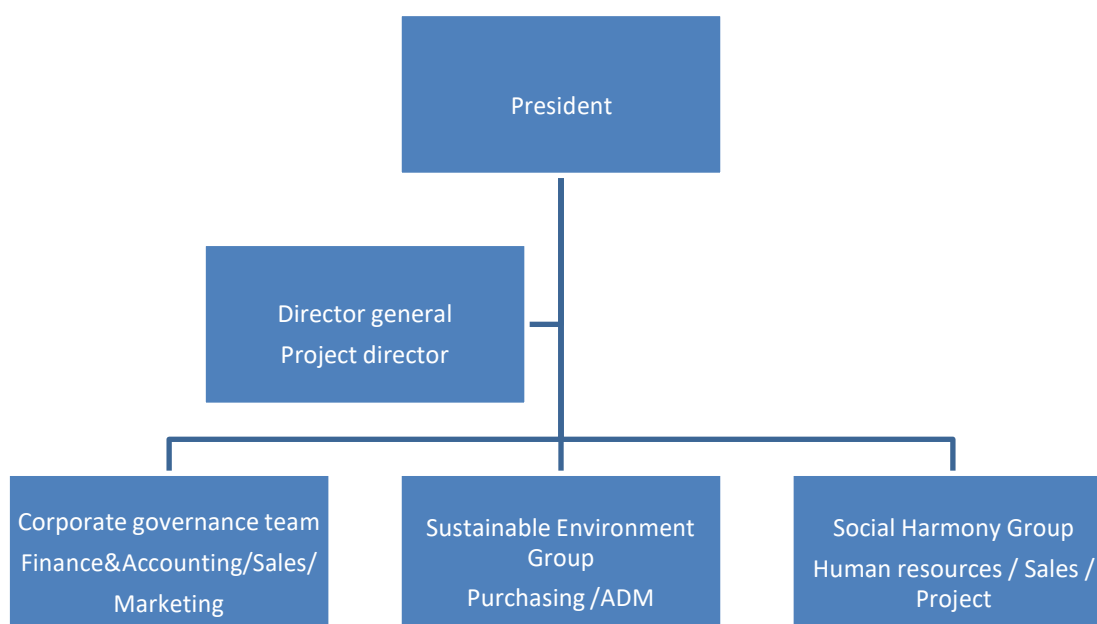 President
Director general
Project director
Corporate governance team
Finance&Accounting/Sales/
Marketing
Sustainable Environment
Group
Purchasing /ADM
Social Harmony Group
Human resources / Sales /
Project